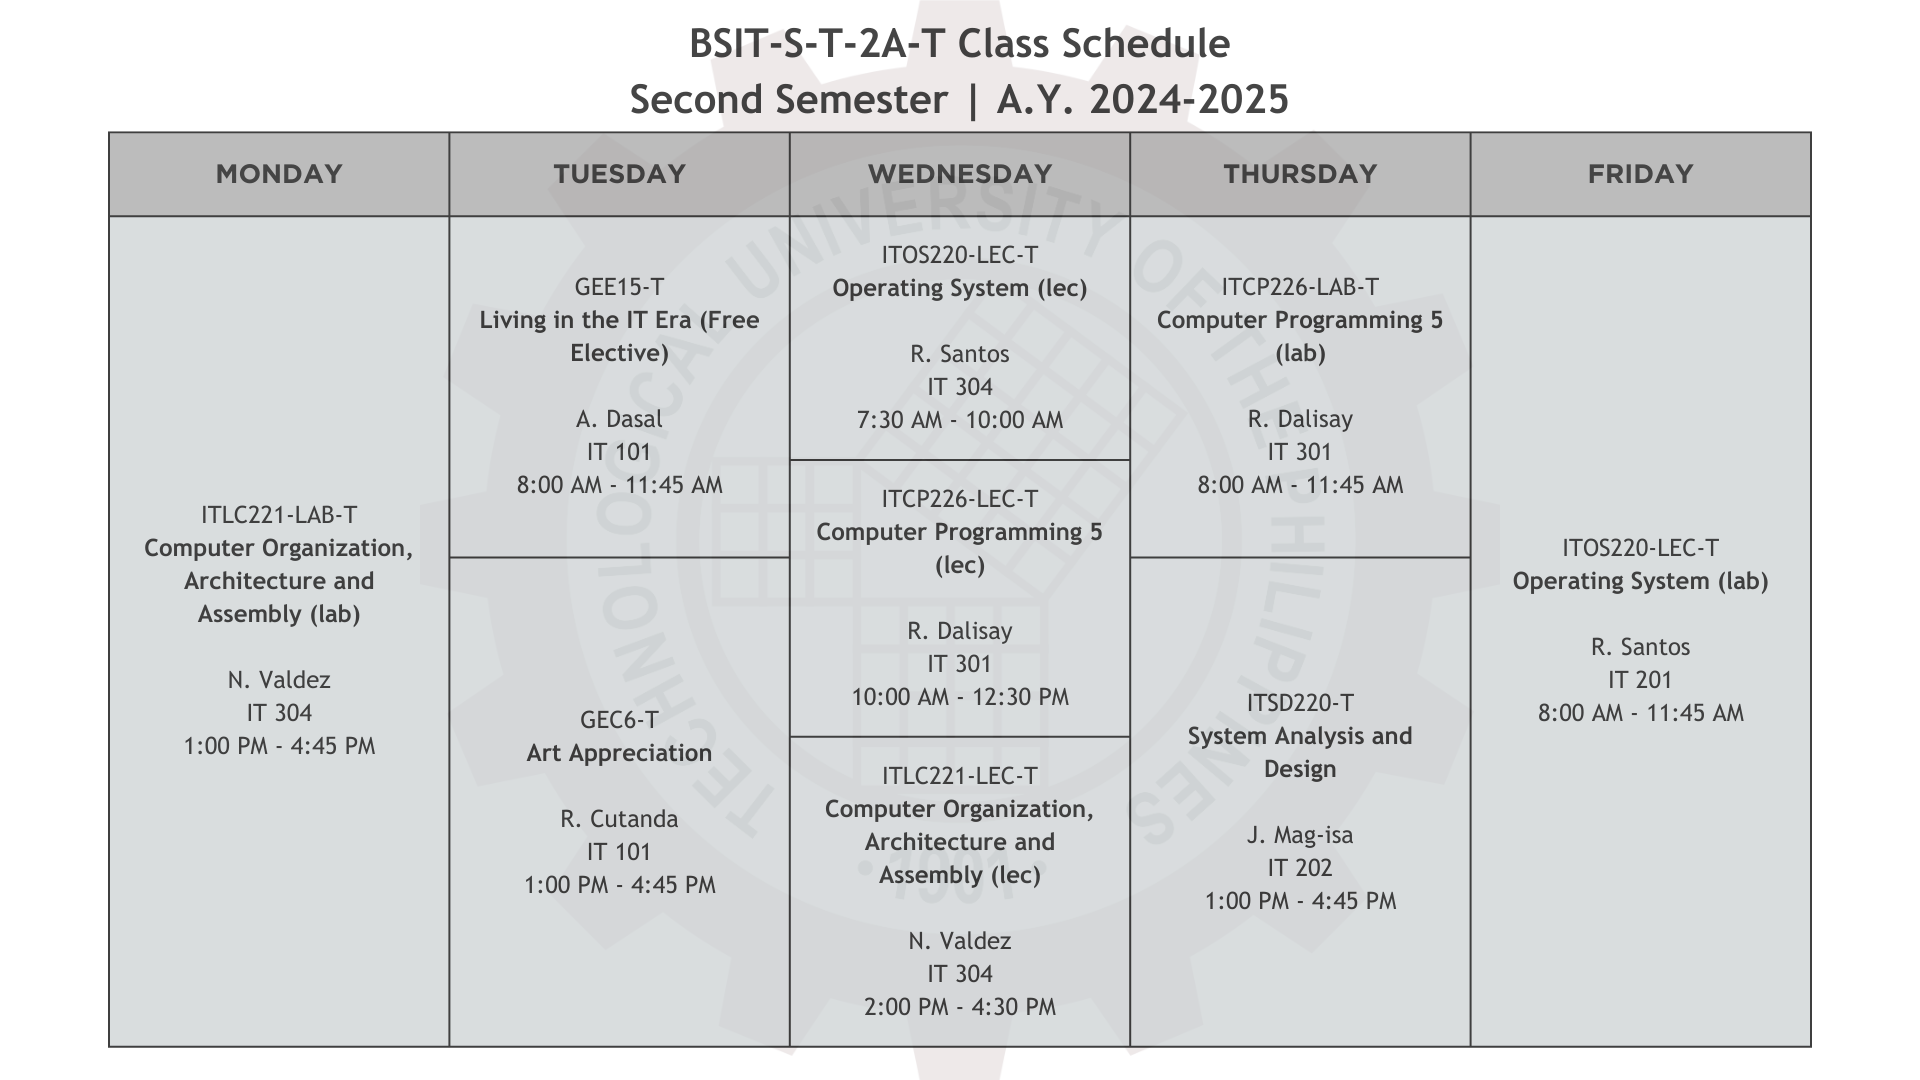 BSIT-S-T-2A-T Class Schedule
Second Semester | A.Y. 2024-2025
MONDAY
TUESDAY
WEDNESDAY
THURSDAY
FRIDAY
ITLC221-LAB-T
Computer Organization,
Architecture and
Assembly (lab)
N. Valdez
IT 304
1:00 PM - 4:45 PM
GEE15-T
Living in the IT Era (Free
Elective)
A. Dasal
IT 101
8:00 AM - 11:45 AM
GEC6-T
Art Appreciation
R. Cutanda
IT 101
1:00 PM - 4:45 PM
ITOS220-LEC-T
Operating System (lec)
R. Santos
IT 304
7:30 AM - 10:00 AM
ITCP226-LEC-T
Computer Programming 5
(lec)
R. Dalisay
IT 301
10:00 AM - 12:30 PM
ITLC221-LEC-T
Computer Organization,
Architecture and
Assembly (lec)
N. Valdez
IT 304
2:00 PM - 4:30 PM
ITCP226-LAB-T
Computer Programming 5
(lab)
R. Dalisay
IT 301
8:00 AM - 11:45 AM
ITSD220-T
System Analysis and
Design
J. Mag-isa
IT 202
1:00 PM - 4:45 PM
ITOS220-LEC-T
Operating System (lab)
R. Santos
IT 201
8:00 AM - 11:45 AM
TECHNOLOGICAL UNIVERSITY OF THE PHILIPPINES
• 1901 •